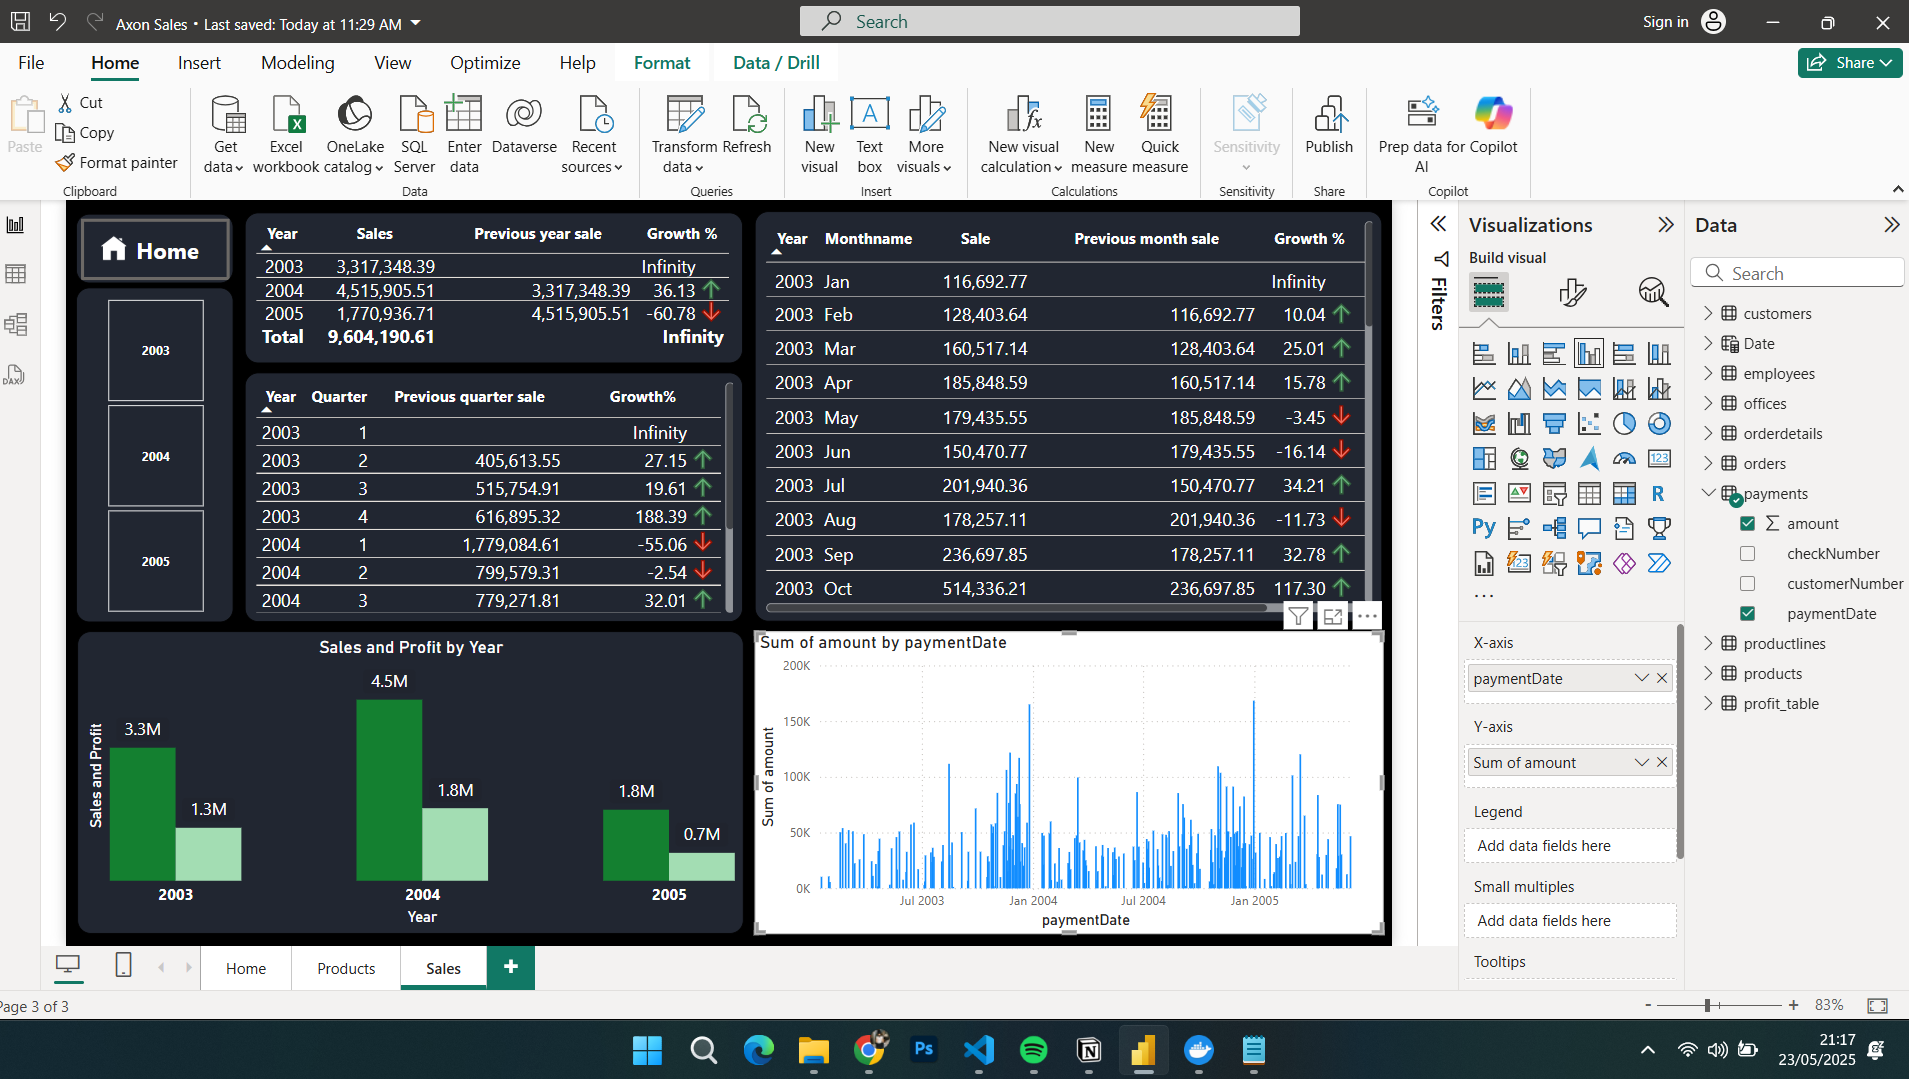 Axon Sales • Last saved: Today at 11:29 AM
Search
Sign in
File Home Insert Modeling View Optimize Help Format Data / Drill
Share
Paste
Cut
Copy
Format painter
Clipboard
Get data
Excel workbook
OneLake catalog
SQL Server
Enter data
Dataverse
Recent sources
Data
Transform data
Refresh
Queries
New visual
Text box
More visuals
Insert
New visual calculation
New measure
Quick measure
Calculations
Sensitivity
Sensitivity
Publish
Share
Prep data for AI
Copilot
Copilot
DAX
Home
2003
2004
2005
Year Sales Previous year sale Growth %
2003 3,317,348.39 Infinity
2004 4,515,905.51 3,317,348.39 36.13
2005 1,770,936.71 4,515,905.51 -60.78
Total 9,604,190.61 Infinity
Year Quarter Previous quarter sale Growth%
2003 1 Infinity
2003 2 405,613.55 27.15
2003 3 515,754.91 19.61
2003 4 616,895.32 188.39
2004 1 1,779,084.61 -55.06
2004 2 799,579.31 -2.54
2004 3 779,271.81 32.01
Year Monthname Sale Previous month sale Growth %
2003 Jan 116,692.77 Infinity
2003 Feb 128,403.64 116,692.77 10.04
2003 Mar 160,517.14 128,403.64 25.01
2003 Apr 185,848.59 160,517.14 15.78
2003 May 179,435.55 185,848.59 -3.45
2003 Jun 150,470.77 179,435.55 -16.14
2003 Jul 201,940.36 150,470.77 34.21
2003 Aug 178,257.11 201,940.36 -11.73
2003 Sep 236,697.85 178,257.11 32.78
2003 Oct 514,336.21 236,697.85 117.30
Sales and Profit by Year
Sales and Profit
3.3M
1.3M
4.5M
1.8M
1.8M
0.7M
2003 2004 2005
Year
Sum of amount by paymentDate
Sum of amount
200K
150K
100K
50K
0K
Jul 2003 Jan 2004 Jul 2004 Jan 2005
paymentDate
Filters
Visualizations
Build visual
123
R
Py
123
X-axis
paymentDate
Y-axis
Sum of amount
Legend
Add data fields here
Small multiples
Add data fields here
Tooltips
Data
Search
customers
Date
employees
offices
orderdetails
orders
payments
amount
checkNumber
customerNumber
paymentDate
productlines
products
profit_table
Home Products Sales
Page 3 of 3
- + 83%
Ps
21:17
23/05/2025